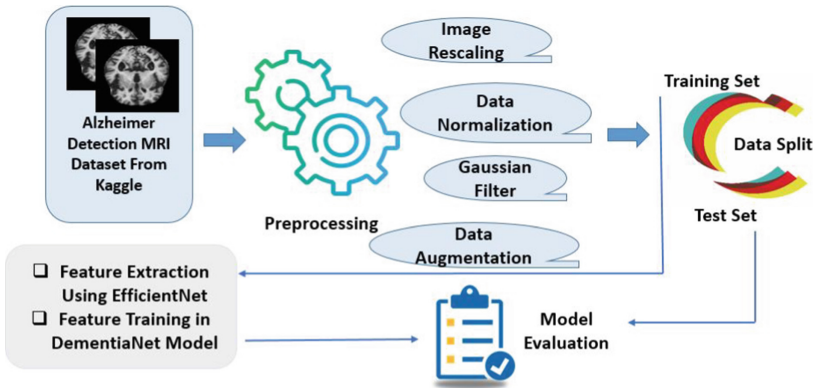 Alzheimer
Detection MRI
Dataset From
Kaggle
Preprocessing
Image
Rescaling
Data
Normalization
Gaussian
Filter
Data
Augmentation
Training Set
Data Split
Test Set
❑ Feature Extraction
Using EfficientNet
❑ Feature Training in
DementiaNet Model
Model
Evaluation